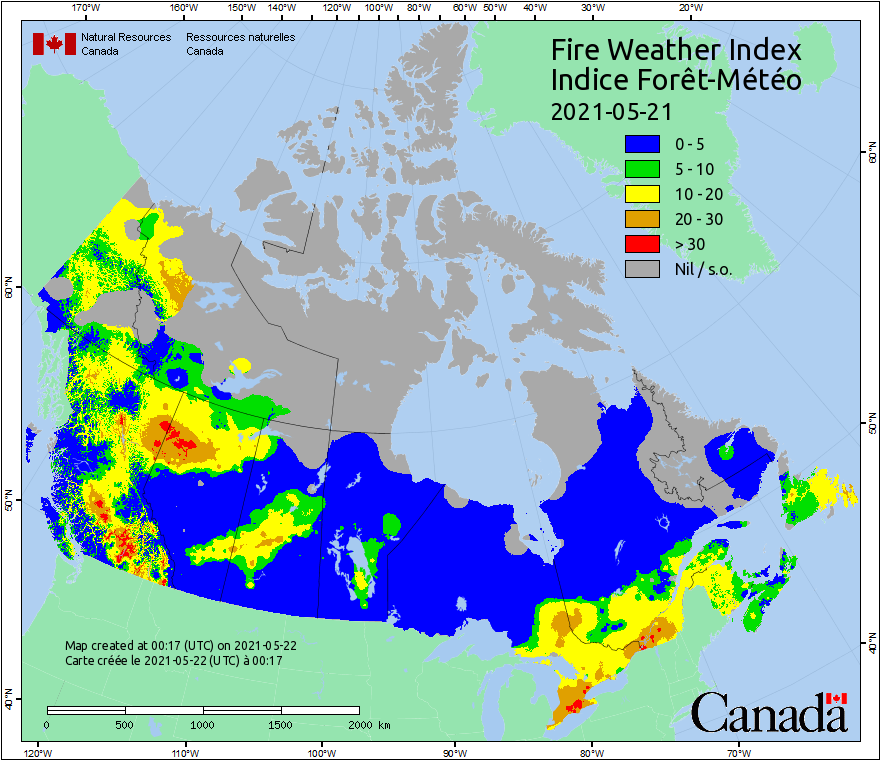 170°W 160°W 150°W 140°W 130°W 120°W 110°W 100°W 90°W 80°W 60°W 50°W 40°W 30°W 20°W
Natural Resources Ressources naturelles
Canada Canada
Fire Weather Index
Indice Forêt-Météo
2021-05-21
0 - 5
5 - 10
10 - 20
20 - 30
> 30
Nil / s.o.
60°N
60°N
50°N
50°N
40°N
40°N
Map created at 00:17 (UTC) on 2021-05-22
Carte créée le 2021-05-22 (UTC) à 00:17
0 500 1000 1500 2000 km
Canada
120°W 110°W 100°W 90°W 80°W 70°W